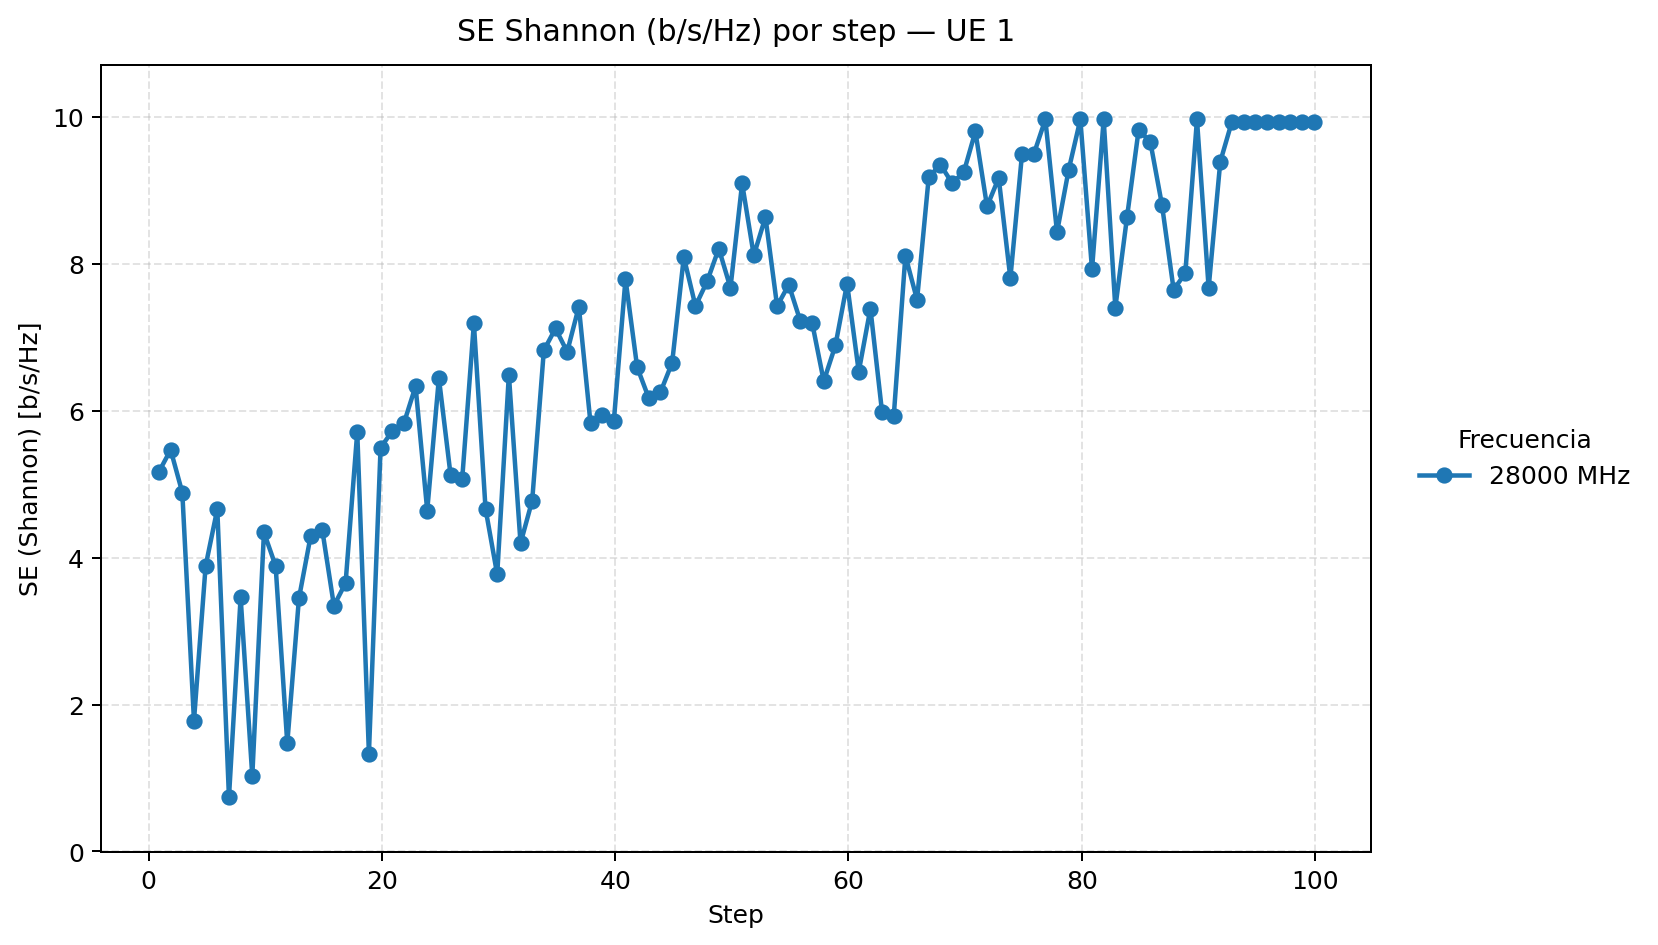 SE Shannon (b/s/Hz) por step — UE 1
SE (Shannon) [b/s/Hz]
10
8
6
4
2
0
0 20 40 60 80 100
Step
Frecuencia
28000 MHz